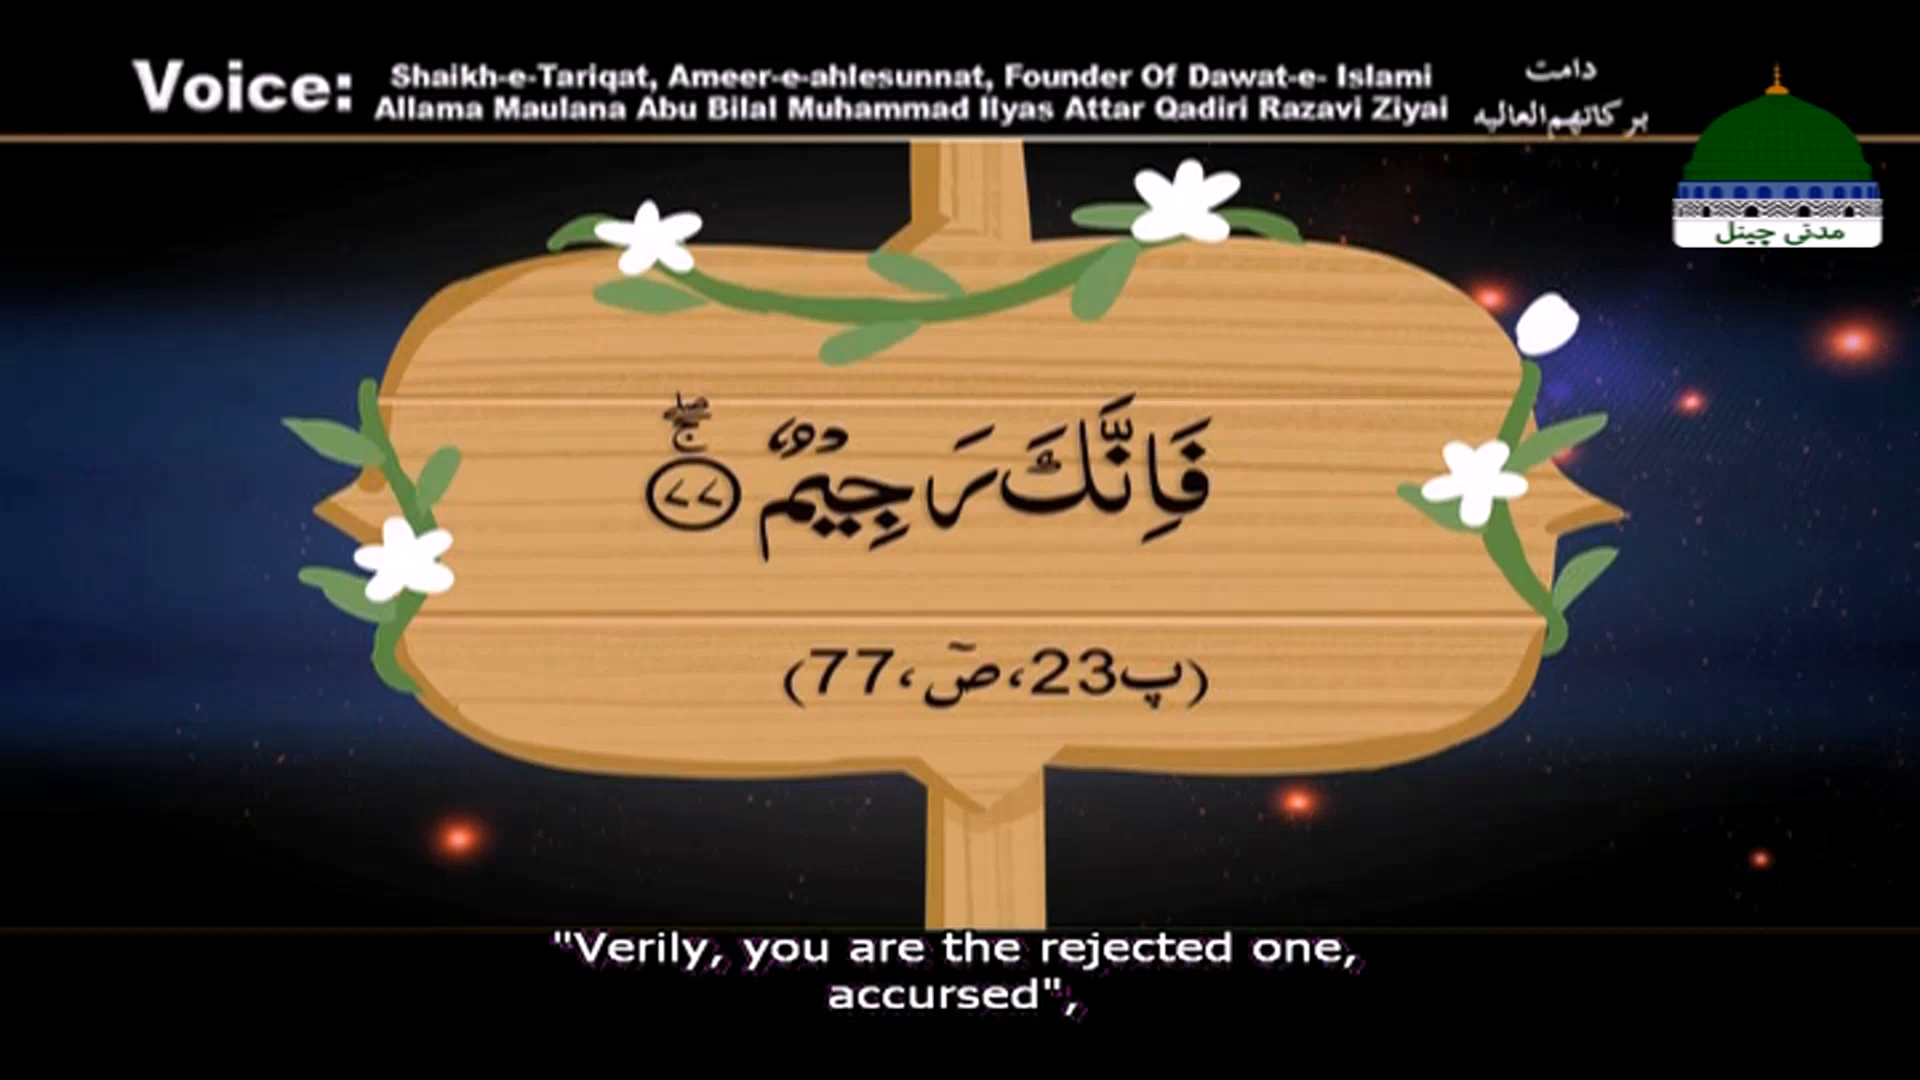 Voice:
Shaikh-e-Tariqat, Ameer-e-ahlesunnat, Founder Of Dawat-e- Islami
Allama Maulana Abu Bilal Muhammad Ilyas Attar Qadiri Razavi Ziyai
دامت
برکاتہم العالیہ
مدنی چینل
فَاِنَّكَ رَجِيْمٌ ۚۖ ﴿۷۷﴾
(پ23، صٓ، 77)
"Verily, you are the rejected one,
accursed",